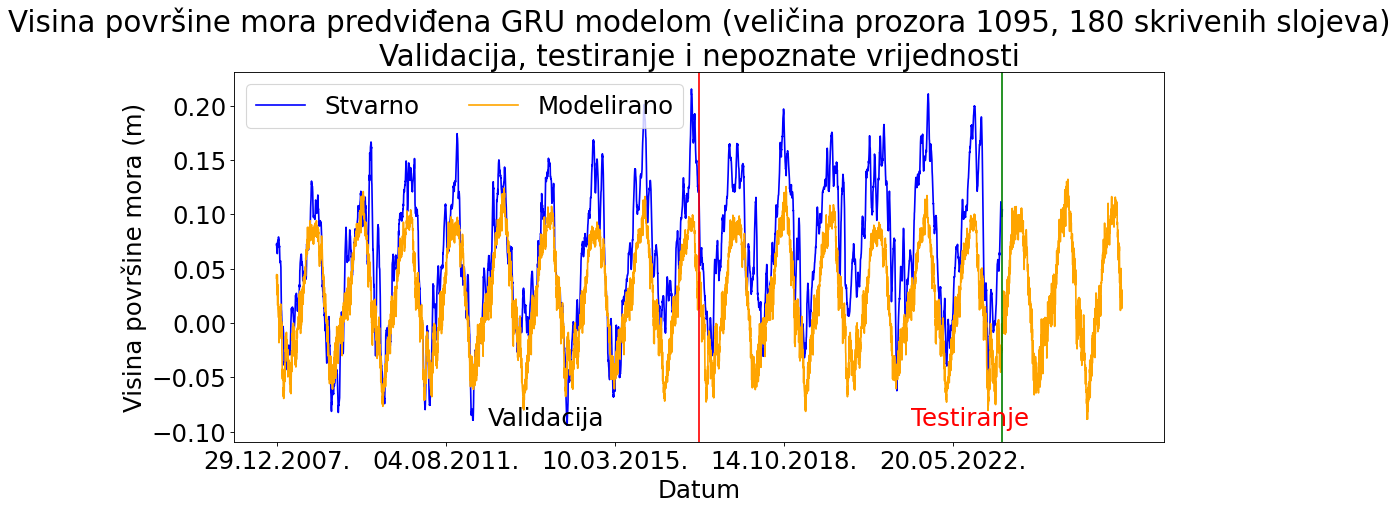 Visina površine mora predviđena GRU modelom (veličina prozora 1095, 180 skrivenih slojeva)
Validacija, testiranje i nepoznate vrijednosti
Stvarno
Modelirano
Visina površine mora (m)
0.20
0.15
0.10
0.05
0.00
−0.05
−0.10
Validacija
Testiranje
29.12.2007.
04.08.2011.
10.03.2015.
14.10.2018.
20.05.2022.
Datum